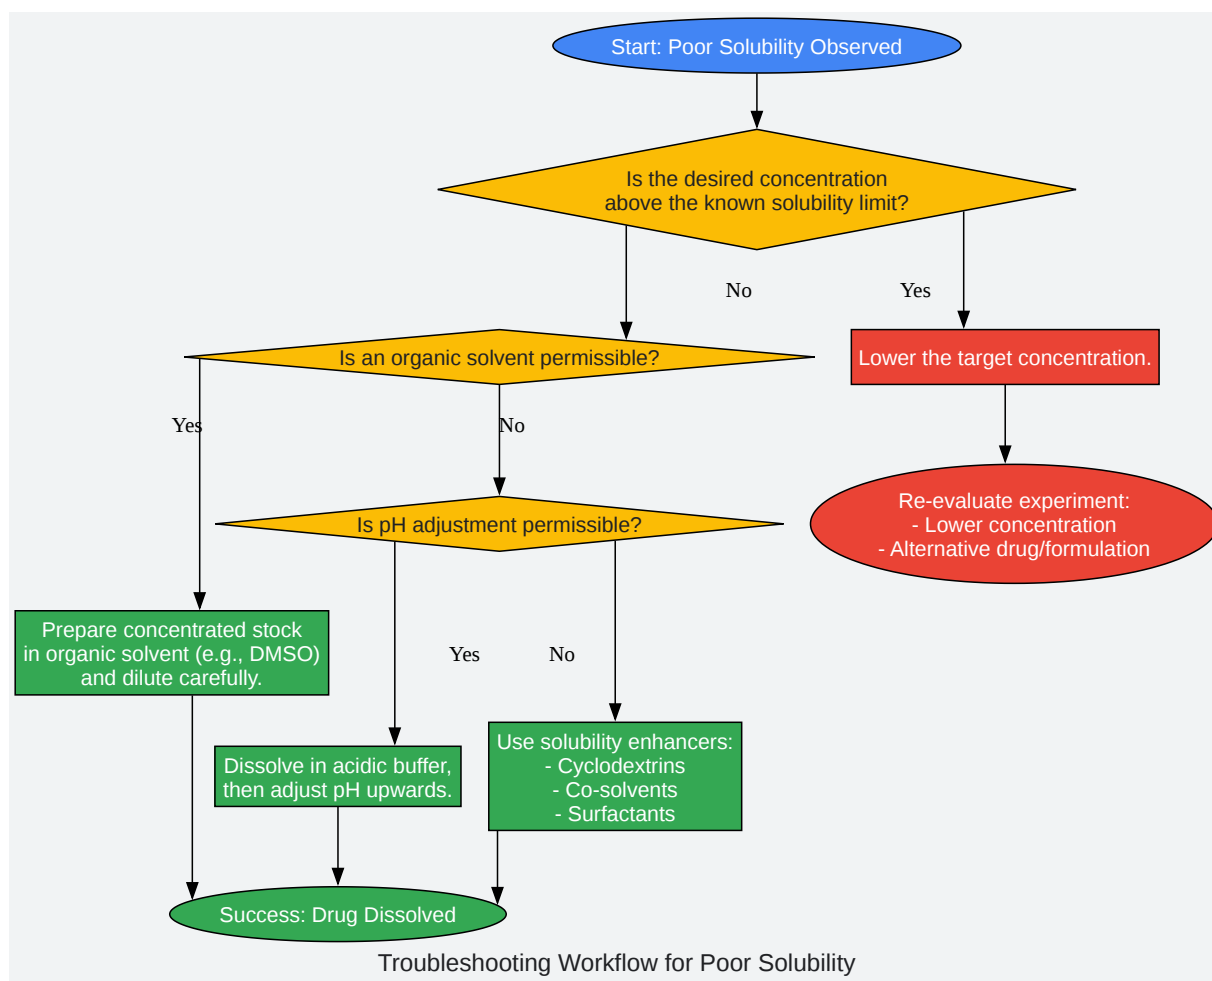 Start: Poor Solubility Observed
Is the desired concentration
above the known solubility limit?
No
Yes
Is an organic solvent permissible?
Lower the target concentration.
Yes
No
Re-evaluate experiment:
- Lower concentration
- Alternative drug/formulation
Is pH adjustment permissible?
Prepare concentrated stock
in organic solvent (e.g., DMSO)
and dilute carefully.
Yes
No
Dissolve in acidic buffer,
then adjust pH upwards.
Use solubility enhancers:
- Cyclodextrins
- Co-solvents
- Surfactants
Success: Drug Dissolved
Troubleshooting Workflow for Poor Solubility